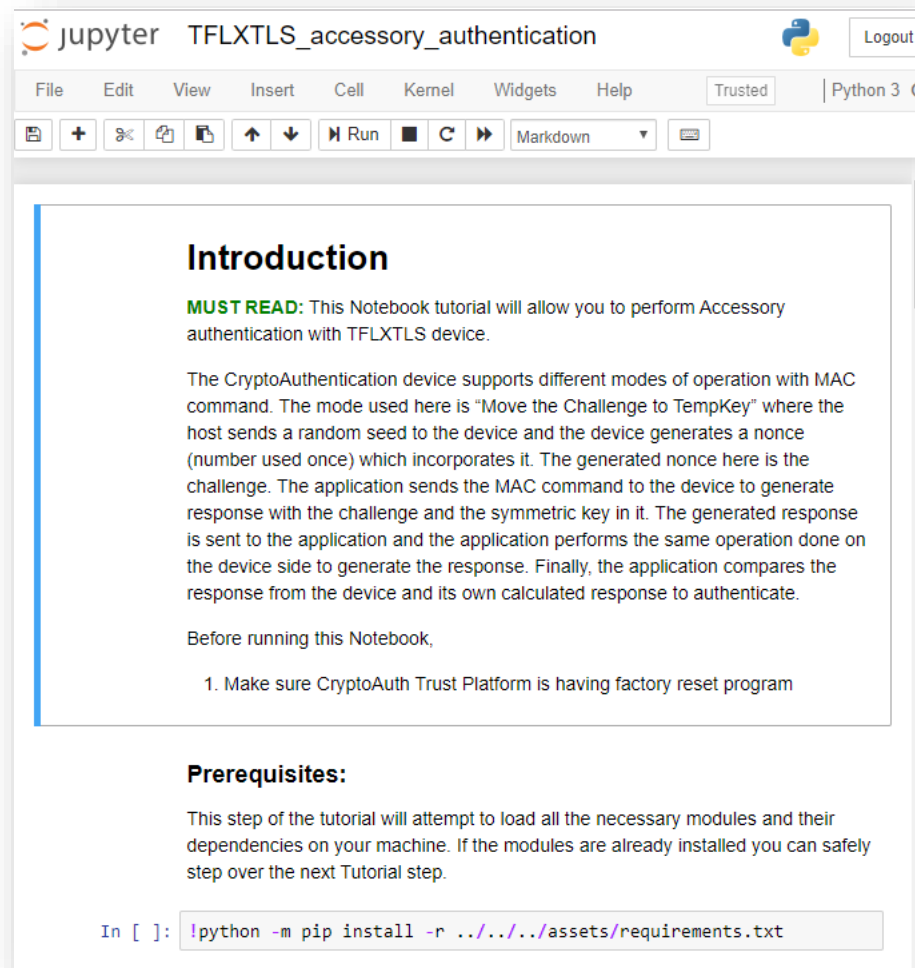 jupyter TFLXTLS_accessory_authentication Logout
File Edit View Insert Cell Kernel Widgets Help Trusted Python 3
Run Markdown
Introduction
MUST READ: This Notebook tutorial will allow you to perform Accessory
authentication with TFLXTLS device.
The CryptoAuthentication device supports different modes of operation with MAC
command. The mode used here is “Move the Challenge to TempKey” where the
host sends a random seed to the device and the device generates a nonce
(number used once) which incorporates it. The generated nonce here is the
challenge. The application sends the MAC command to the device to generate
response with the challenge and the symmetric key in it. The generated response
is sent to the application and the application performs the same operation done on
the device side to generate the response. Finally, the application compares the
response from the device and its own calculated response to authenticate.
Before running this Notebook,
1. Make sure CryptoAuth Trust Platform is having factory reset program
Prerequisites:
This step of the tutorial will attempt to load all the necessary modules and their
dependencies on your machine. If the modules are already installed you can safely
step over the next Tutorial step.
In [ ]: !python -m pip install -r ../../../assets/requirements.txt